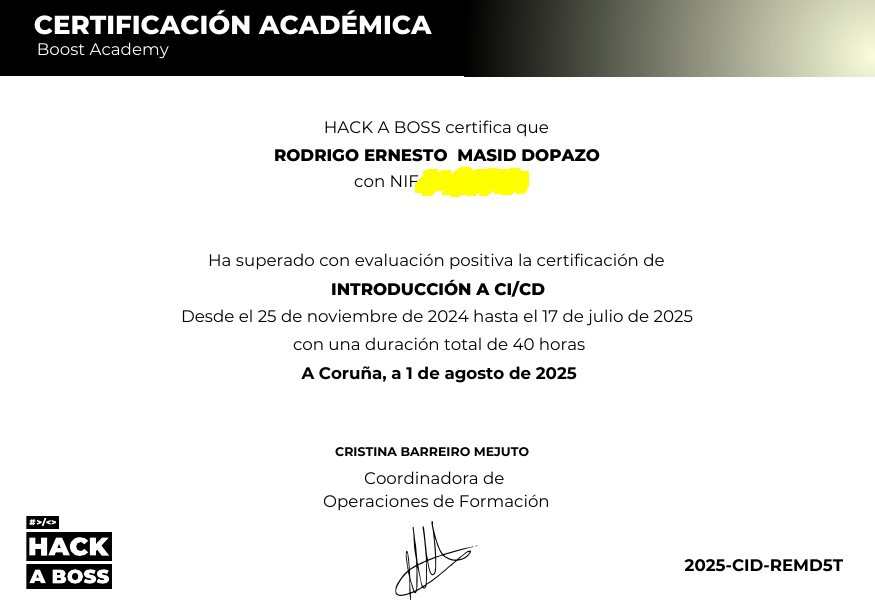 CERTIFICACIÓN ACADÉMICA
Boost Academy
HACK A BOSS certifica que
RODRIGO ERNESTO  MASID DOPAZO
con NIF
Ha superado con evaluación positiva la certificación de
INTRODUCCIÓN A CI/CD
Desde el 25 de noviembre de 2024 hasta el 17 de julio de 2025
con una duración total de 40 horas
A Coruña, a 1 de agosto de 2025
CRISTINA BARREIRO MEJUTO
Coordinadora de
Operaciones de Formación
#>/<>
HACK
A BOSS
2025-CID-REMD5T